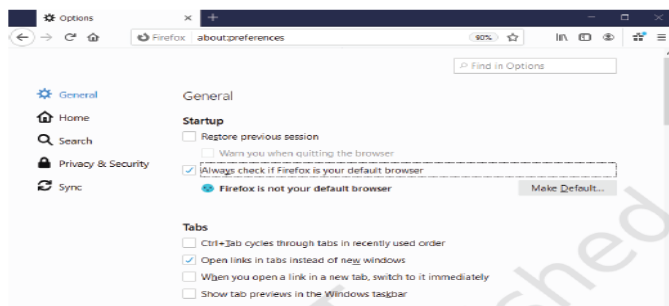 Options
Firefox about:preferences 90%
Find in Options
General
Home
Search
Privacy & Security
Sync
General
Startup
Restore previous session
Warn you when quitting the browser
Always check if Firefox is your default browser
Firefox is not your default browser
Make Default...
Tabs
Ctrl+Tab cycles through tabs in recently used order
Open links in tabs instead of new windows
When you open a link in a new tab, switch to it immediately
Show tab previews in the Windows taskbar
shed